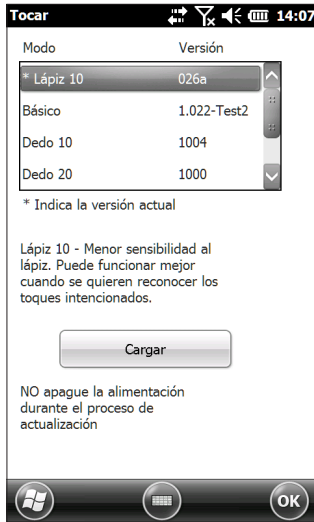 Tocar 14:07
Modo Versión
* Lápiz 10 026a
Básico 1.022-Test2
Dedo 10 1004
Dedo 20 1000
* Indica la versión actual
Lápiz 10 - Menor sensibilidad al
lápiz. Puede funcionar mejor
cuando se quieren reconocer los
toques intencionados.
Cargar
NO apague la alimentación
durante el proceso de
actualización
OK